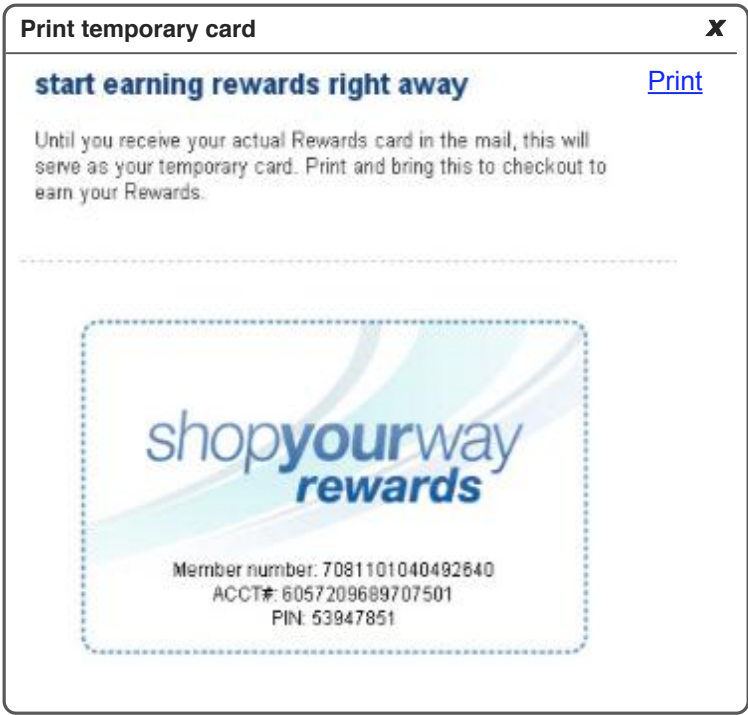 Print temporary card
x
start earning rewards right away
Print
Until you receive your actual Rewards card in the mail, this will
serve as your temporary card. Print and bring this to checkout to
earn your Rewards.
shopyourway
rewards
Member number: 7081101040492640
ACCT#: 6057209689707501
PIN: 53947851